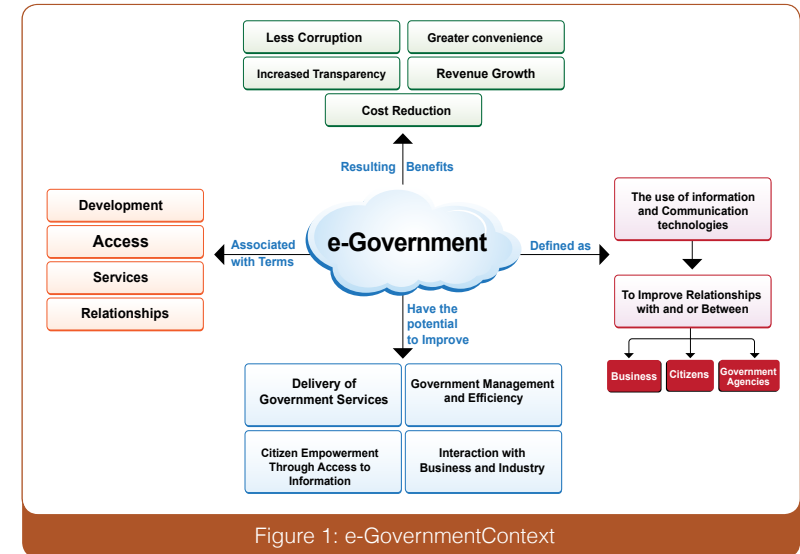 Less Corruption
Greater convenience
Increased Transparency
Revenue Growth
Cost Reduction
Resulting Benefits
Development
Access
Services
Relationships
Associated
with Terms
e-Government
Defined as
The use of information
and Communication
technologies
To Improve Relationships
with and or Between
Business
Citizens
Government
Agencies
Have the
potential
to Improve
Delivery of
Government Services
Government Management
and Efficiency
Citizen Empowerment
Through Access to
Information
Interaction with
Business and Industry
Figure 1: e-GovernmentContext